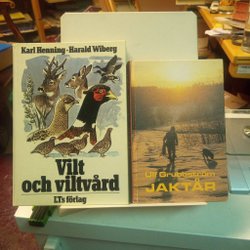 Karl Henning · Harald Wiberg
Vilt
och viltvård
LTs förlag
Ulf Grubbström
JAKTÅR